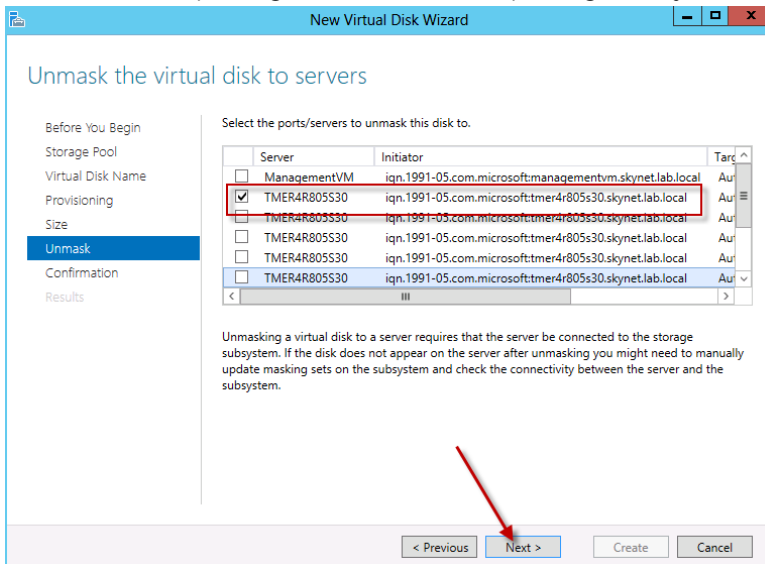 New Virtual Disk Wizard
Unmask the virtual disk to servers
Before You Begin
Storage Pool
Virtual Disk Name
Provisioning
Size
Unmask
Confirmation
Results
Select the ports/servers to unmask this disk to.
Server Initiator Targ
ManagementVM iqn.1991-05.com.microsoft:managementvm.skynet.lab.local Au
TMER4R805S30 iqn.1991-05.com.microsoft:tmer4r805s30.skynet.lab.local Au
TMER4R805S30 iqn.1991-05.com.microsoft:tmer4r805s30.skynet.lab.local Au
TMER4R805S30 iqn.1991-05.com.microsoft:tmer4r805s30.skynet.lab.local Au
TMER4R805S30 iqn.1991-05.com.microsoft:tmer4r805s30.skynet.lab.local Au
TMER4R805S30 iqn.1991-05.com.microsoft:tmer4r805s30.skynet.lab.local Au
Unmasking a virtual disk to a server requires that the server be connected to the storage
subsystem. If the disk does not appear on the server after unmasking you might need to manually
update masking sets on the subsystem and check the connectivity between the server and the
subsystem.
< Previous Next > Create Cancel